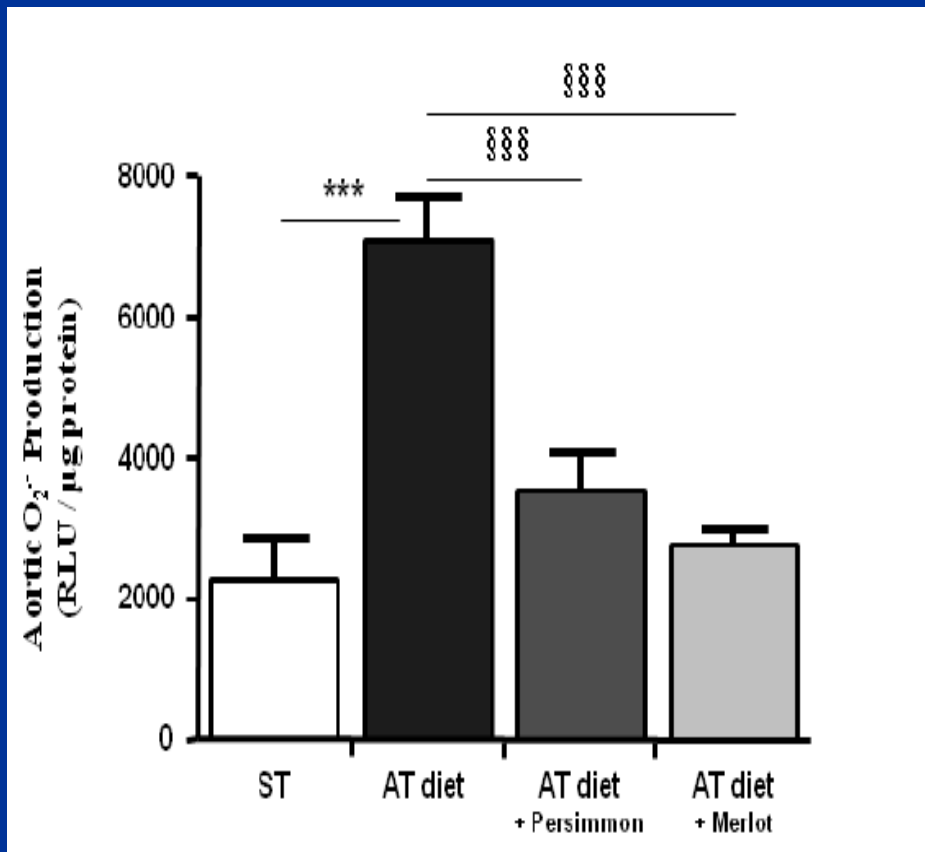 §§§
§§§
§§§
§§§
***
8000
6000
4000
2000
0
Aortic O₂·- Production
(RLU / µg protein)
ST
AT diet
AT diet
+ Persimmon
AT diet
+ Merlot